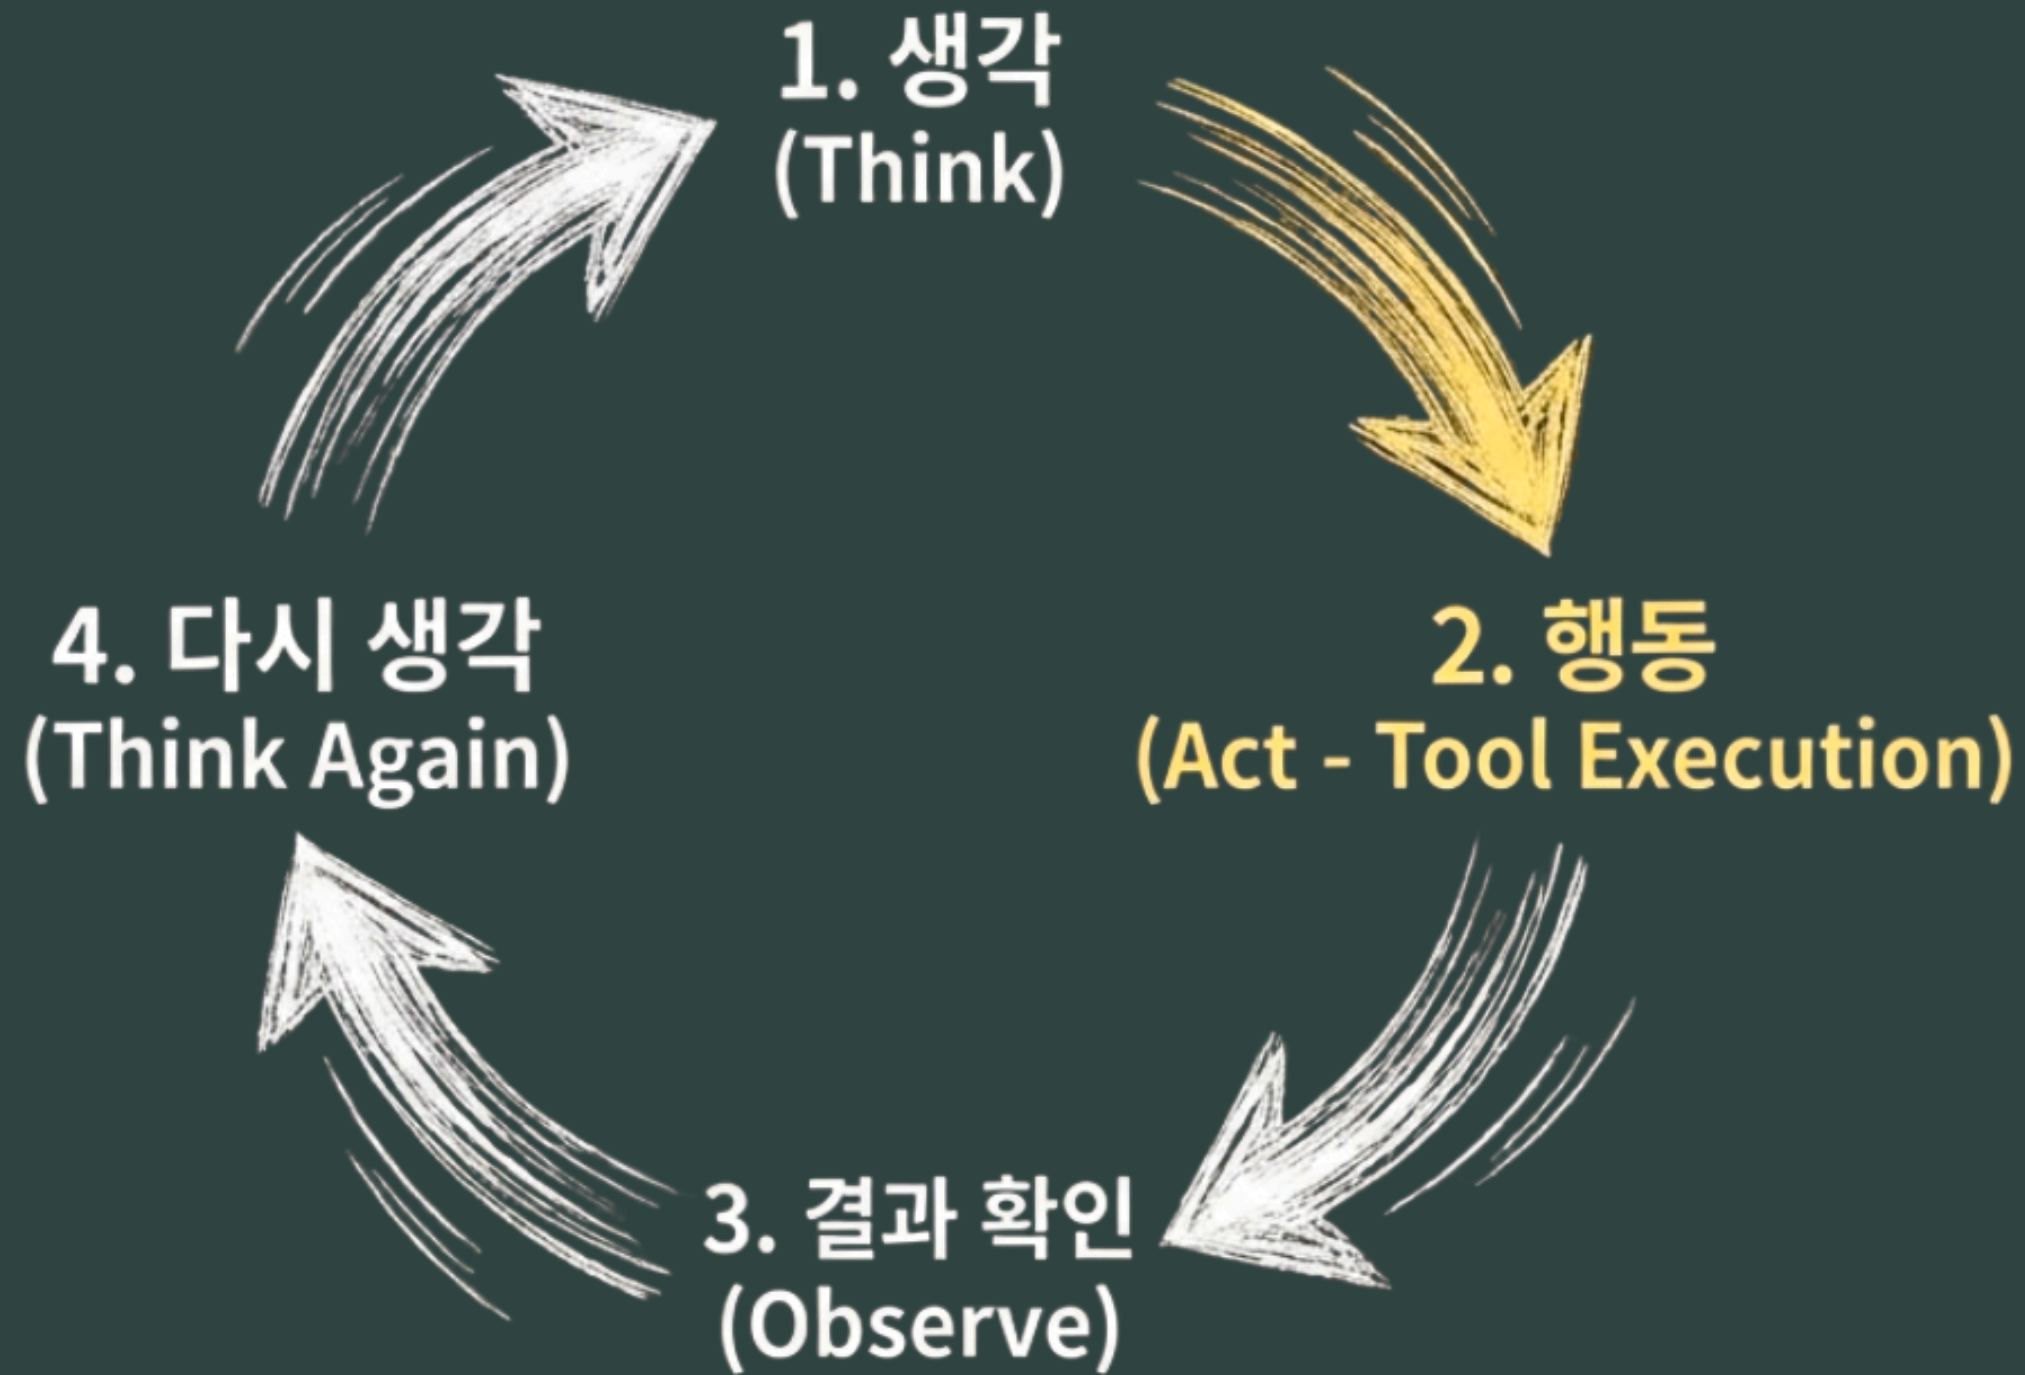 1. 생각
(Think)
2. 행동
(Act - Tool Execution)
3. 결과 확인
(Observe)
4. 다시 생각
(Think Again)